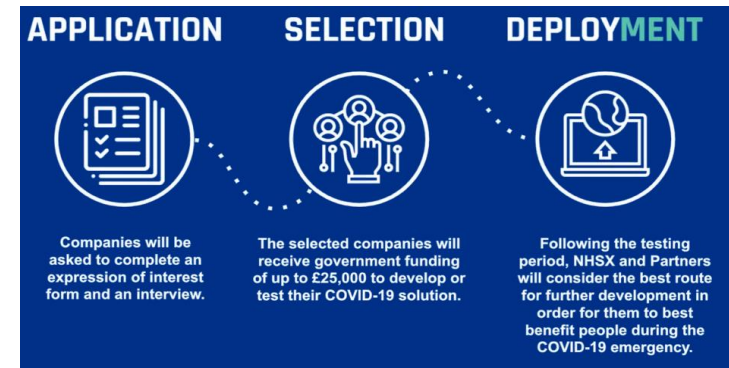 APPLICATION
SELECTION
DEPLOYMENT
Companies will be
asked to complete an
expression of interest
form and an interview.
The selected companies will
receive government funding
of up to £25,000 to develop or
test their COVID-19 solution.
Following the testing
period, NHSX and Partners
will consider the best route
for further development in
order for them to best
benefit people during the
COVID-19 emergency.